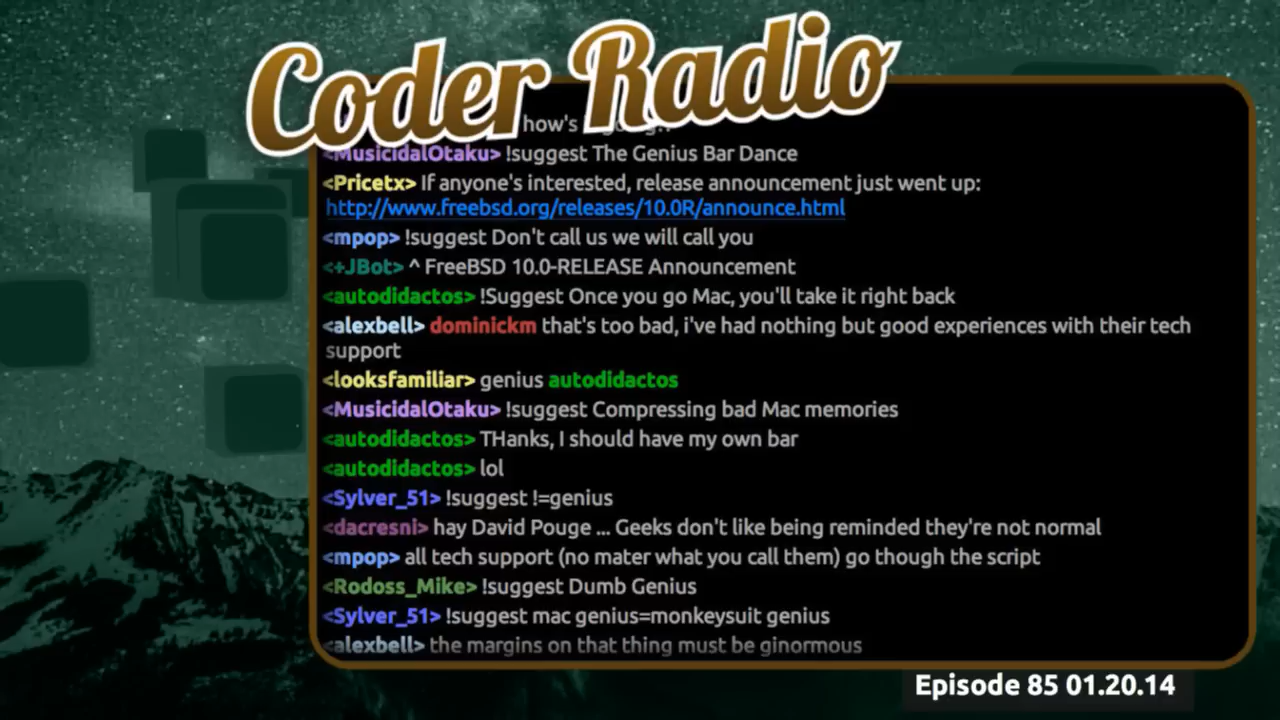 Coder Radio
how's
<MusicidalOtaku> !suggest The Genius Bar Dance
<Pricetx> If anyone's interested, release announcement just went up:
http://www.freebsd.org/releases/10.0R/announce.html
<mpop> !suggest Don't call us we will call you
<+JBot> ^ FreeBSD 10.0-RELEASE Announcement
<autodidactos> !Suggest Once you go Mac, you'll take it right back
<alexbell> dominickm that's too bad, i've had nothing but good experiences with their tech
support
<looksfamiliar> genius autodidactos
<MusicidalOtaku> !suggest Compressing bad Mac memories
<autodidactos> THanks, I should have my own bar
<autodidactos> lol
<Sylver_51> !suggest !=genius
<dacresni> hay David Pouge ... Geeks don't like being reminded they're not normal
<mpop> all tech support (no mater what you call them) go though the script
<Rodoss_Mike> !suggest Dumb Genius
<Sylver_51> !suggest mac genius=monkeysuit genius
<alexbell> the margins on that thing must be ginormous
Episode 85 01.20.14